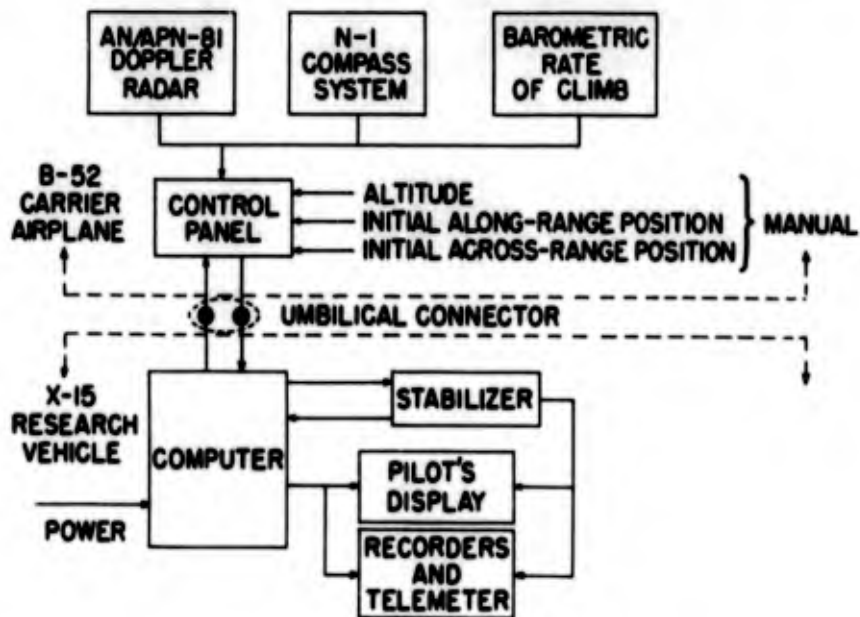 AN/APN-81
DOPPLER
RADAR
N-1
COMPASS
SYSTEM
BAROMETRIC
RATE
OF CLIMB
B-52
CARRIER
AIRPLANE
CONTROL
PANEL
ALTITUDE
INITIAL ALONG-RANGE POSITION
INITIAL ACROSS-RANGE POSITION
MANUAL
UMBILICAL CONNECTOR
X-15
RESEARCH
VEHICLE
COMPUTER
STABILIZER
PILOT'S
DISPLAY
POWER
RECORDERS
AND
TELEMETER